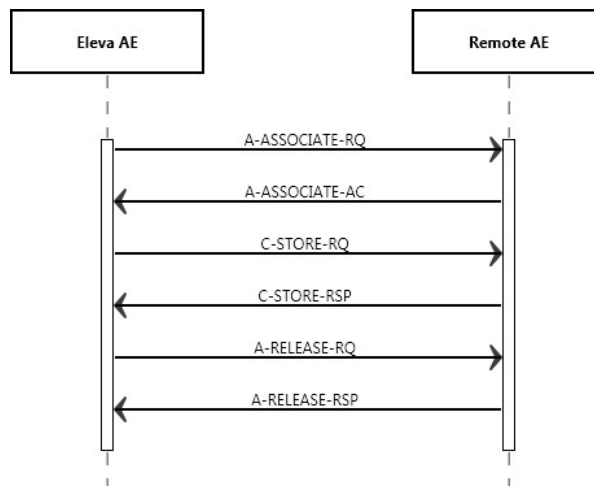 Eleva AE
Remote AE
A-ASSOCIATE-RQ
A-ASSOCIATE-AC
C-STORE-RQ
C-STORE-RSP
A-RELEASE-RQ
A-RELEASE-RSP